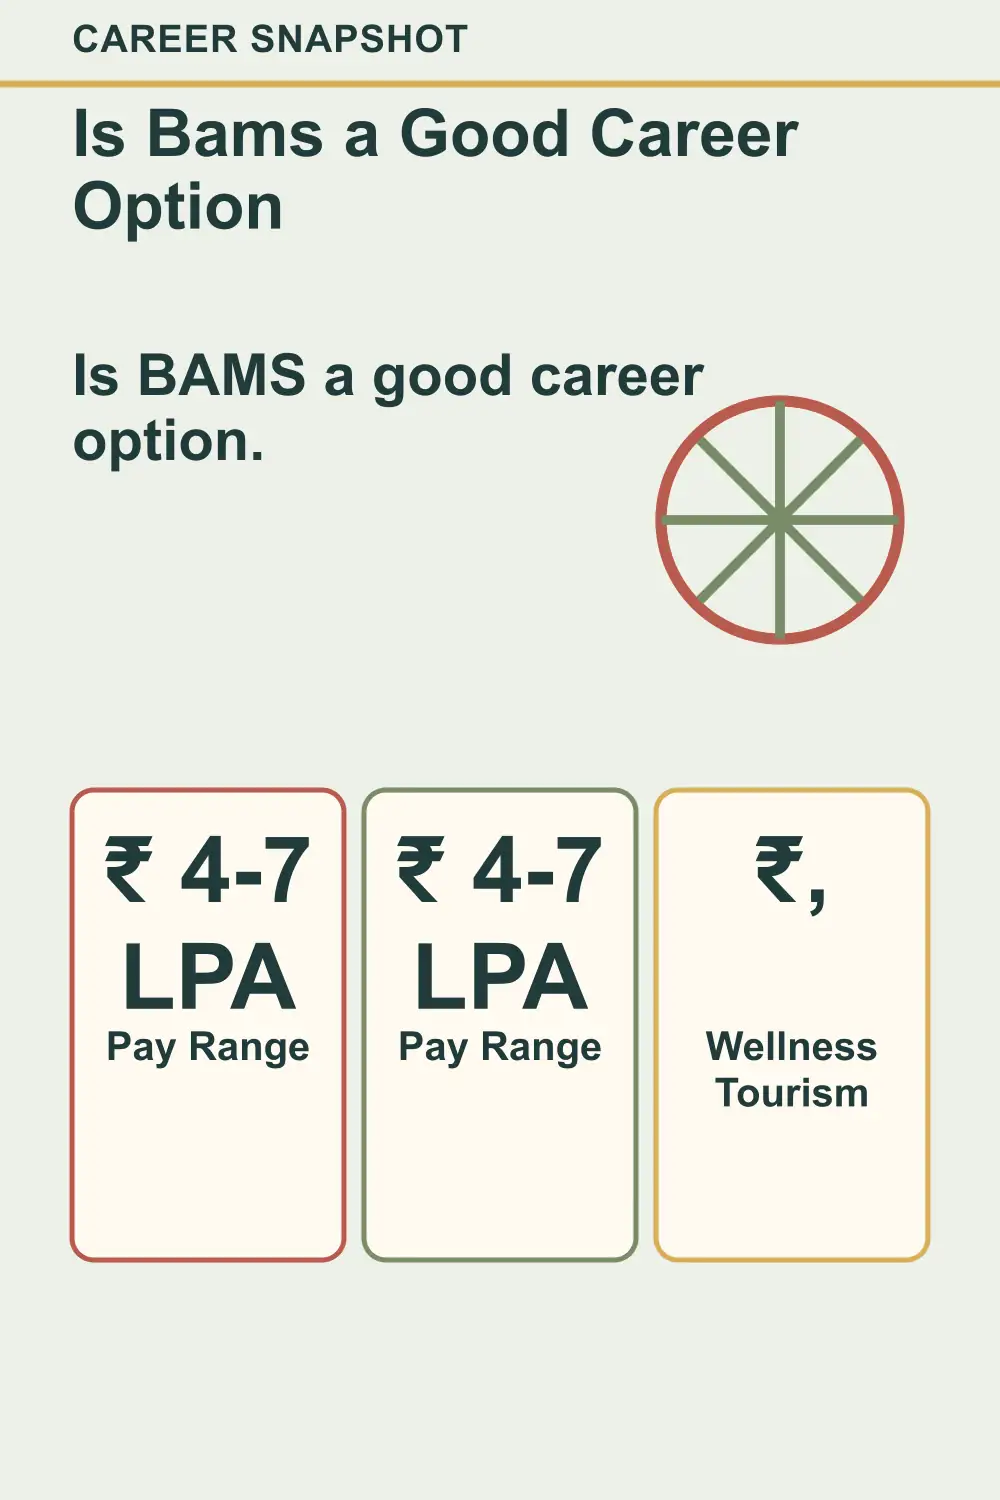 CAREER SNAPSHOT
Is Bams a Good Career
Option
Is BAMS a good career
option.
₹ 4-7
LPA
Pay Range
₹ 4-7
LPA
Pay Range
₹,
Wellness
Tourism